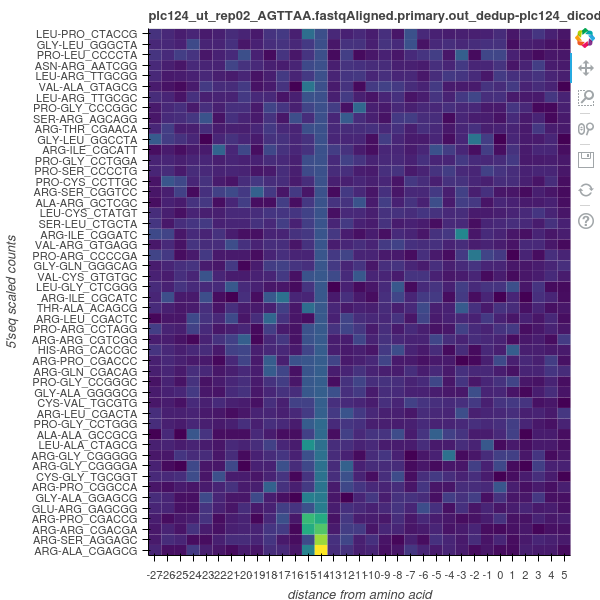 plc124_ut_rep02_AGTTAA.fastqAligned.primary.out_dedup-plc124_dicod
LEU-PRO_CTACCG
GLY-LEU_GGGCTA
PRO-LEU_CCCCTA
ASN-ARG_AATCGG
LEU-ARG_TTGCGG
VAL-ALA_GTAGCG
LEU-ARG_TTGCGC
PRO-GLY_CCCGGC
SER-ARG_AGCAGG
ARG-THR_CGAACA
GLY-LEU_GGCCTA
ARG-ILE_CGCATT
PRO-GLY_CCTGGA
PRO-SER_CCCCTG
PRO-CYS_CCTTGC
ARG-SER_CGGTCC
ALA-ARG_GCTCGC
LEU-CYS_CTATGT
SER-LEU_CTGCTA
ARG-ILE_CGGATC
VAL-ARG_GTGAGG
PRO-ARG_CCCCGA
GLY-GLN_GGGCAG
VAL-CYS_GTGTGC
LEU-GLY_CTCGGG
ARG-ILE_CGCATC
THR-ALA_ACAGCG
ARG-LEU_CGACTC
PRO-ARG_CCTAGG
ARG-ARG_CGTCGG
HIS-ARG_CACCGC
ARG-PRO_CGACCC
ARG-GLN_CGACAG
PRO-GLY_CCGGGC
GLY-ALA_GGGGCG
CYS-VAL_TGCGTG
ARG-LEU_CGACTA
PRO-GLY_CCTGGG
ALA-ALA_GCCGCG
LEU-ALA_CTAGCG
ARG-GLY_CGGGGG
ARG-GLY_CGGGGA
CYS-GLY_TGCGGT
ARG-PRO_CGGCCA
GLY-ALA_GGAGCG
GLU-ARG_GAGCGG
ARG-PRO_CGACCG
ARG-ARG_CGACGA
ARG-SER_AGGAGC
ARG-ALA_CGAGCG
5'seq scaled counts
-27 -26 -25 -24 -23 -22 -21 -20 -19 -18 -17 -16 -15 -14 -13 -12 -11 -10 -9 -8 -7 -6 -5 -4 -3 -2 -1 0 1 2 3 4 5
distance from amino acid